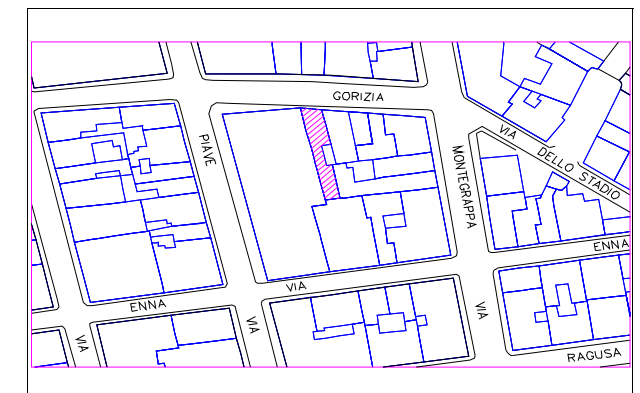 GORIZIA
PIAVE
MONTEGRAPPA
VIA
DELLO STADIO
ENNA
VIA
ENNA
VIA
VIA
VIA
RAGUSA